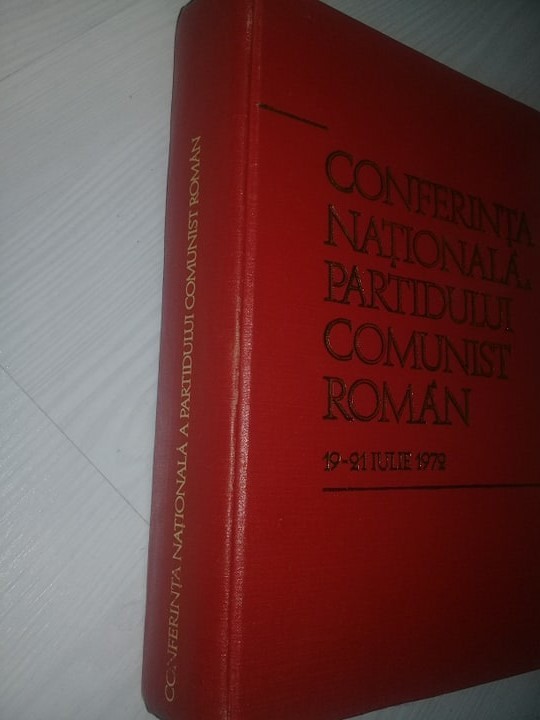 CONFERINȚA NAȚIONALĂ A PARTIDULUI COMUNIST ROMÂN
CONFERINȚA
NAȚIONALĂ A
PARTIDULUI
COMUNIST
ROMÂN
19-21 IULIE 1972